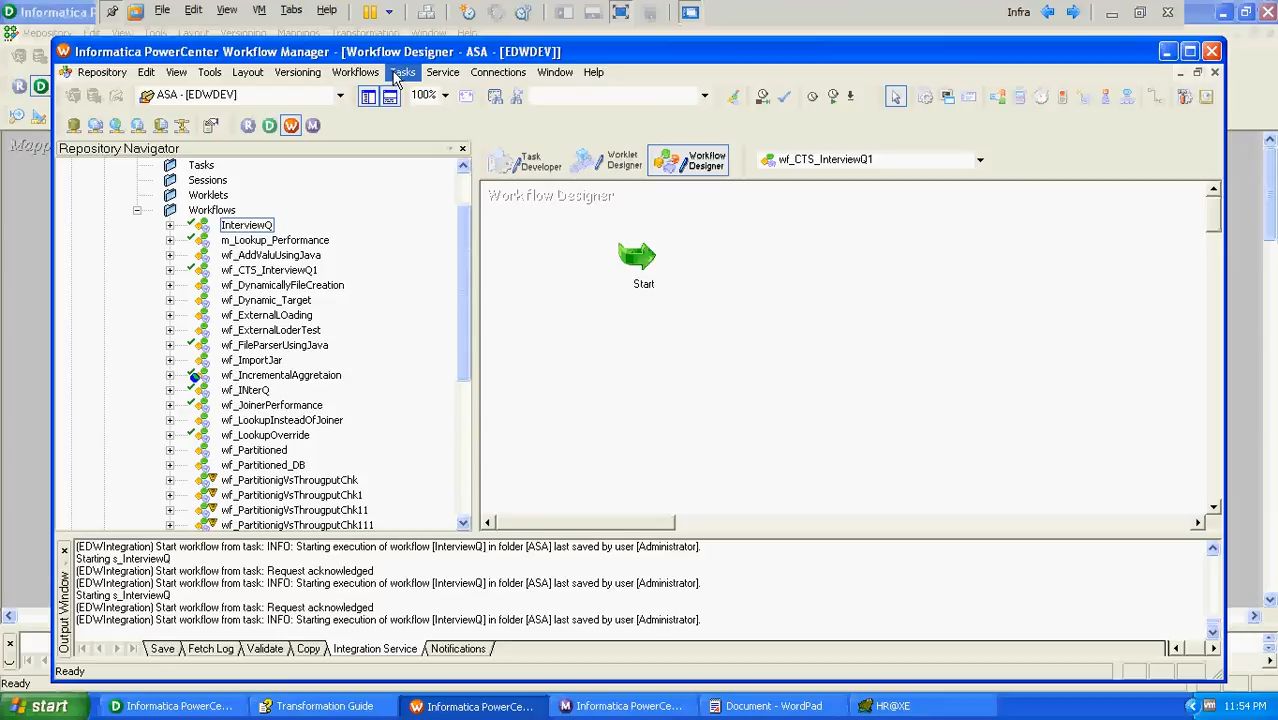 Informatica P
File Edit View VM Tabs Help
Infra
Informatica PowerCenter Workflow Manager - [Workflow Designer - ASA - [EDWDEV]]
Repository Edit View Tools Layout Versioning Workflows Tasks Service Connections Window Help
ASA - [EDWDEV]
100%
Repository Navigator
Task Developer
Worklet Designer
Workflow Designer
wf_CTS_InterviewQ1
Tasks
Sessions
Worklets
Workflows
InterviewQ
m_Lookup_Performance
wf_AddValuUsingJava
wf_CTS_InterviewQ1
wf_DynamicallyFileCreation
wf_Dynamic_Target
wf_ExternalLOading
wf_ExternalLoderTest
wf_FileParserUsingJava
wf_ImportJar
wf_IncrementalAggretaion
wf_INterQ
wf_JoinerPerformance
wf_LookupInsteadOfJoiner
wf_LookupOverride
wf_Partitioned
wf_Partitioned_DB
wf_PartitionigVsThrougputChk
wf_PartitionigVsThrougputChk1
wf_PartitionigVsThrougputChk11
wf_PartitionigVsThrougputChk111
Workflow Designer
Start
(EDWIntegration) Start workflow from task: INFO: Starting execution of workflow [InterviewQ] in folder [ASA] last saved by user [Administrator].
Starting s_InterviewQ
(EDWIntegration) Start workflow from task: Request acknowledged
(EDWIntegration) Start workflow from task: INFO: Starting execution of workflow [InterviewQ] in folder [ASA] last saved by user [Administrator].
Starting s_InterviewQ
(EDWIntegration) Start workflow from task: Request acknowledged
(EDWIntegration) Start workflow from task: INFO: Starting execution of workflow [InterviewQ] in folder [ASA] last saved by user [Administrator].
Output Window
Save Fetch Log Validate Copy Integration Service Notifications
Ready
Ready
start
Informatica PowerCe...
Transformation Guide
Informatica PowerCe...
Informatica PowerCe...
Document - WordPad
HR@XE
11:54 PM